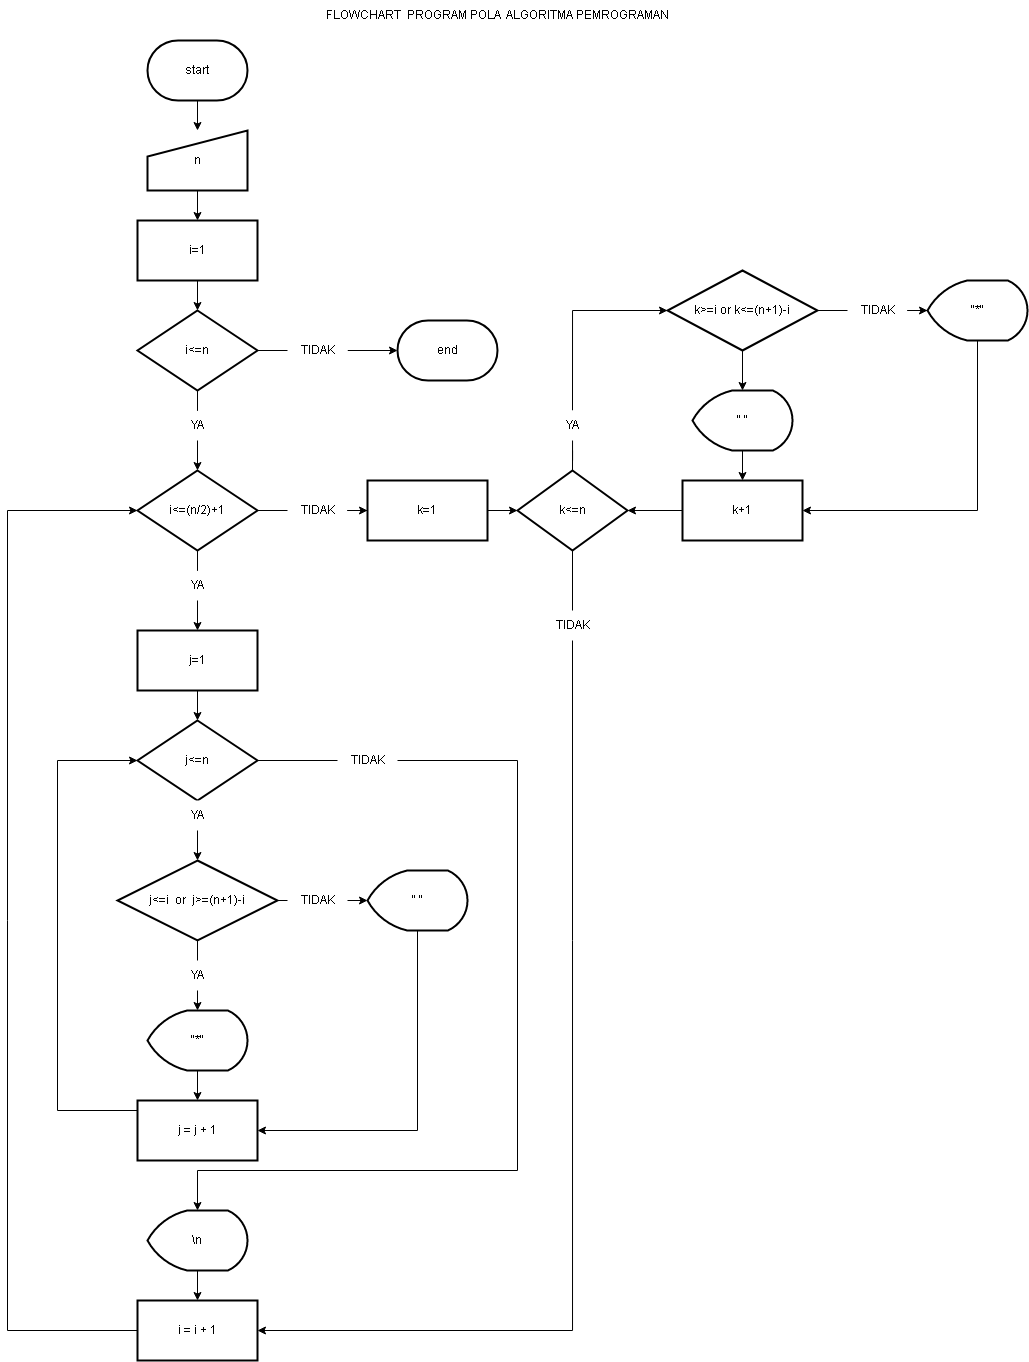 FLOWCHART PROGRAM POLA ALGORITMA PEMROGRAMAN
start
n
i=1
i<=n
TIDAK
end
YA
i<=(n/2)+1
TIDAK
k=1
k<=n
YA
k>=i or k<=(n+1)-i
TIDAK
"*"
" "
k+1
TIDAK
YA
j=1
j<=n
TIDAK
YA
j<=i or j>=(n+1)-i
TIDAK
" "
YA
"*"
j = j + 1
\n
i = i + 1